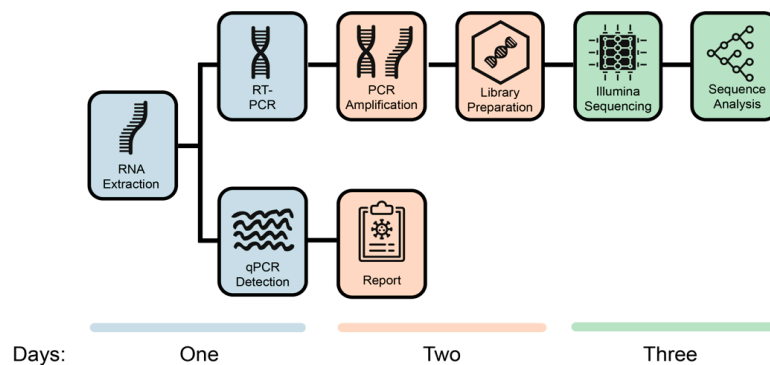 RNA
Extraction
RT-
PCR
PCR
Amplification
Library
Preparation
Illumina
Sequencing
Sequence
Analysis
qPCR
Detection
Report
Days:
One
Two
Three